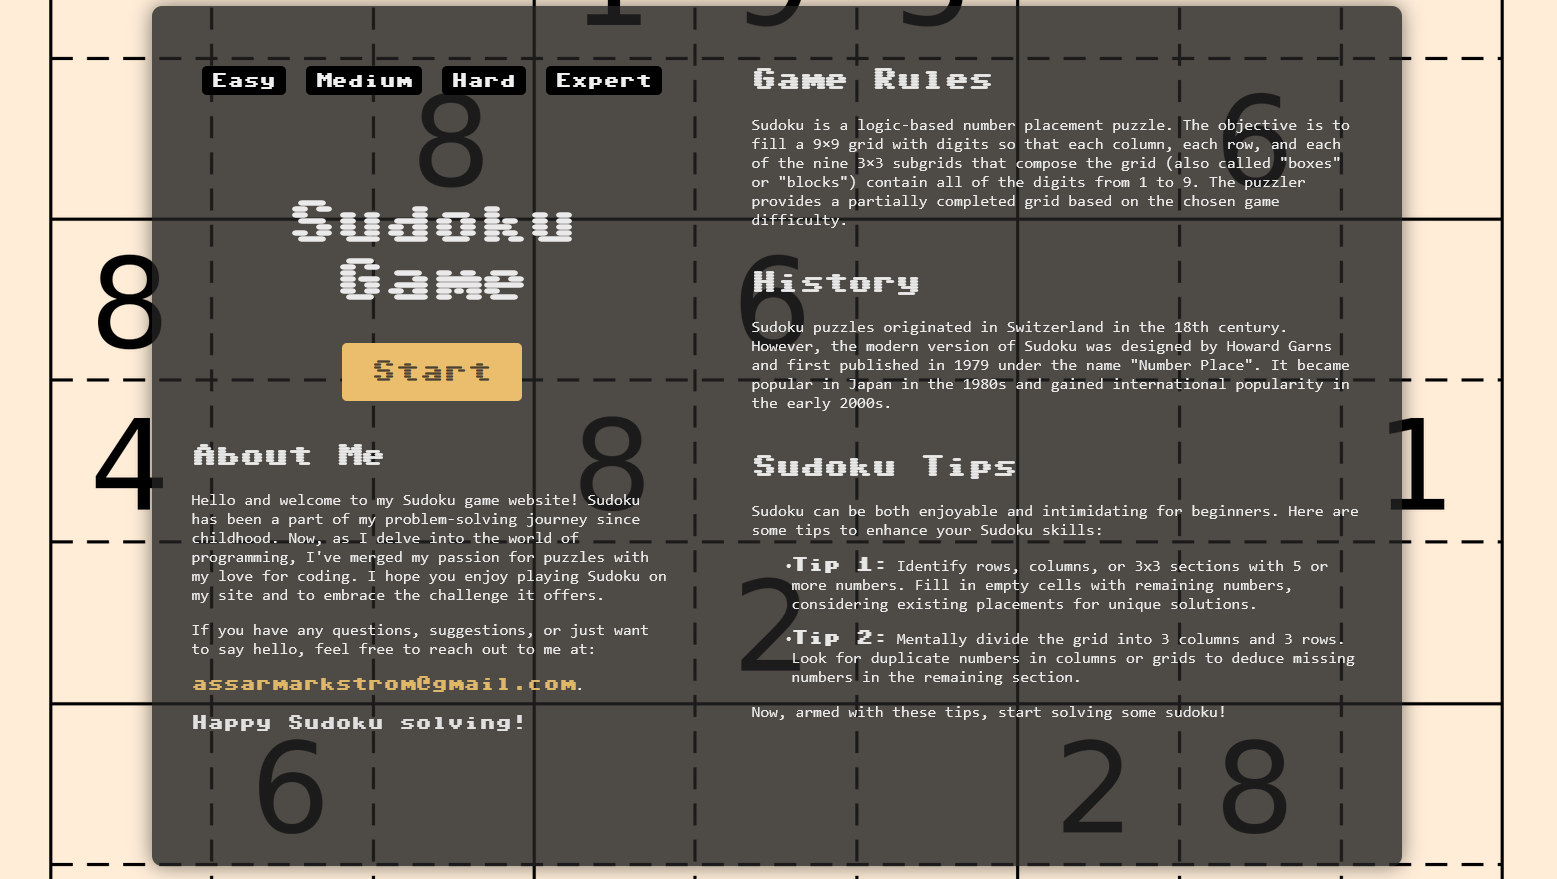 1 9 5
Easy Medium Hard Expert
8
6
Sudoku
Game
Start
8
4
8
About Me
Hello and welcome to my Sudoku game website! Sudoku
has been a part of my problem-solving journey since
childhood. Now, as I delve into the world of
programming, I've merged my passion for puzzles with
my love for coding. I hope you enjoy playing Sudoku on
my site and to embrace the challenge it offers.
If you have any questions, suggestions, or just want
to say hello, feel free to reach out to me at:
assarmarkstrom@gmail.com.
Happy Sudoku solving!
6
Game Rules
Sudoku is a logic-based number placement puzzle. The objective is to
fill a 9×9 grid with digits so that each column, each row, and each
of the nine 3×3 subgrids that compose the grid (also called "boxes"
or "blocks") contain all of the digits from 1 to 9. The puzzler
provides a partially completed grid based on the chosen game
difficulty.
6
History
Sudoku puzzles originated in Switzerland in the 18th century.
However, the modern version of Sudoku was designed by Howard Garns
and first published in 1979 under the name "Number Place". It became
popular in Japan in the 1980s and gained international popularity in
the early 2000s.
1
Sudoku Tips
Sudoku can be both enjoyable and intimidating for beginners. Here are
some tips to enhance your Sudoku skills:
•Tip 1: Identify rows, columns, or 3x3 sections with 5 or
more numbers. Fill in empty cells with remaining numbers,
considering existing placements for unique solutions.
2
•Tip 2: Mentally divide the grid into 3 columns and 3 rows.
Look for duplicate numbers in columns or grids to deduce missing
numbers in the remaining section.
Now, armed with these tips, start solving some sudoku!
2 8